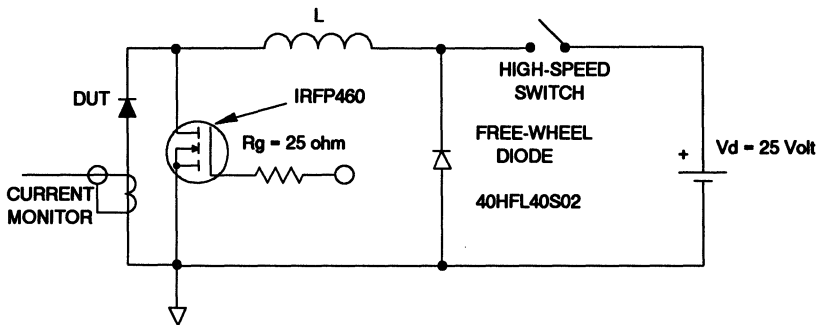 L
HIGH-SPEED
SWITCH
DUT
IRFP460
Rg = 25 ohm
FREE-WHEEL
DIODE
+
Vd = 25 Volt
CURRENT
MONITOR
40HFL40S02